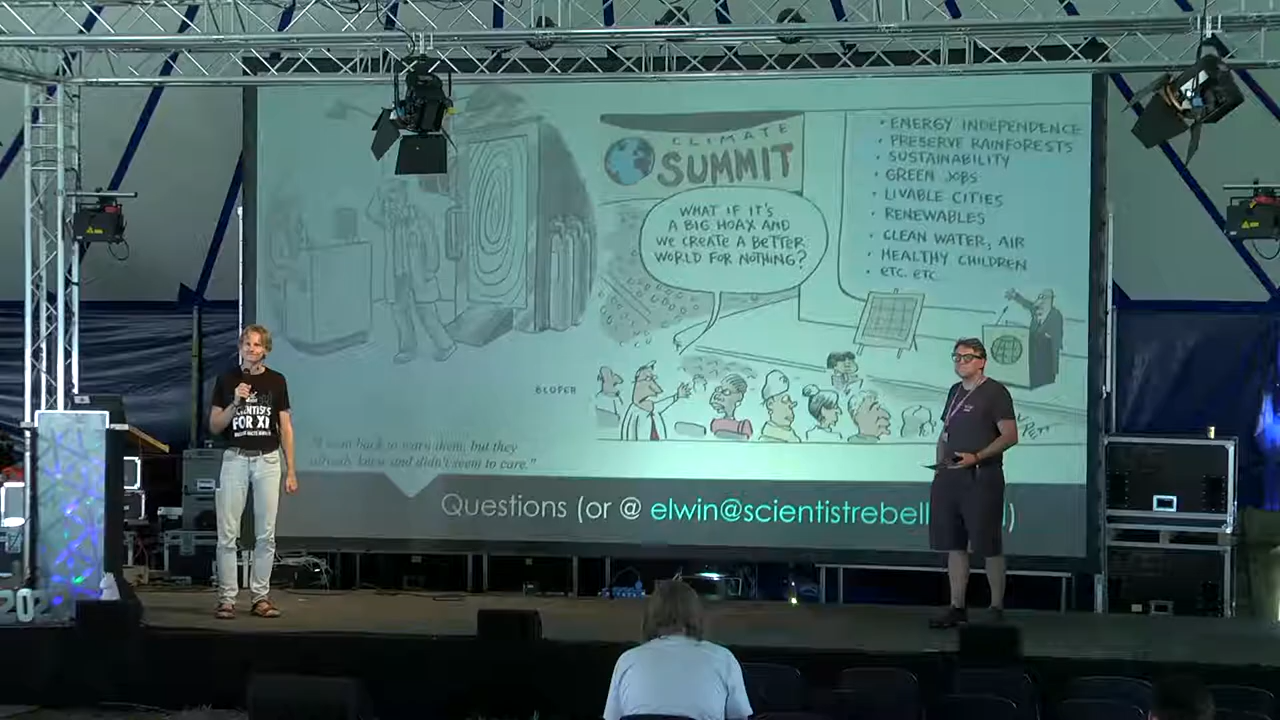 CLIMATE
SUMMIT
WHAT IF IT'S
A BIG HOAX AND
WE CREATE A BETTER
WORLD FOR NOTHING?
• ENERGY INDEPENDENCE
• PRESERVE RAINFORESTS
• SUSTAINABILITY
• GREEN JOBS
• LIVABLE CITIES
• RENEWABLES
• CLEAN WATER, AIR
• HEALTHY CHILDREN
• etc. etc.
"I went back to warn them, but they
already knew and didn't seem to care."
Questions (or @ elwin@scientistrebell )
FOR XR